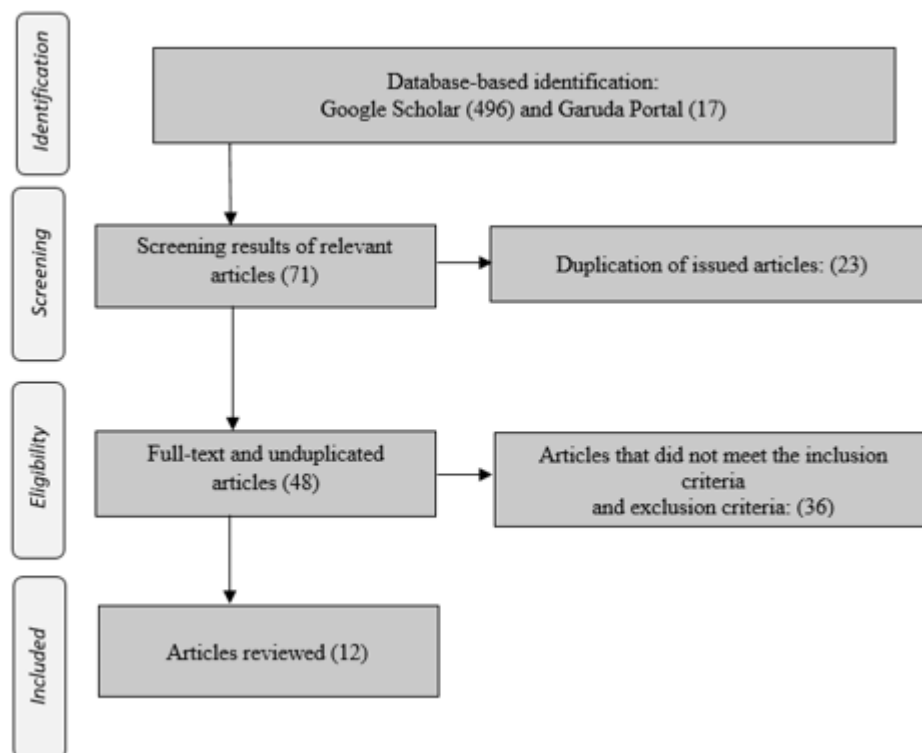 Identification
Database-based identification:
Google Scholar (496) and Garuda Portal (17)
Screening
Screening results of relevant
articles (71)
Duplication of issued articles: (23)
Eligibility
Full-text and unduplicated
articles (48)
Articles that did not meet the inclusion
criteria
and exclusion criteria: (36)
Included
Articles reviewed (12)